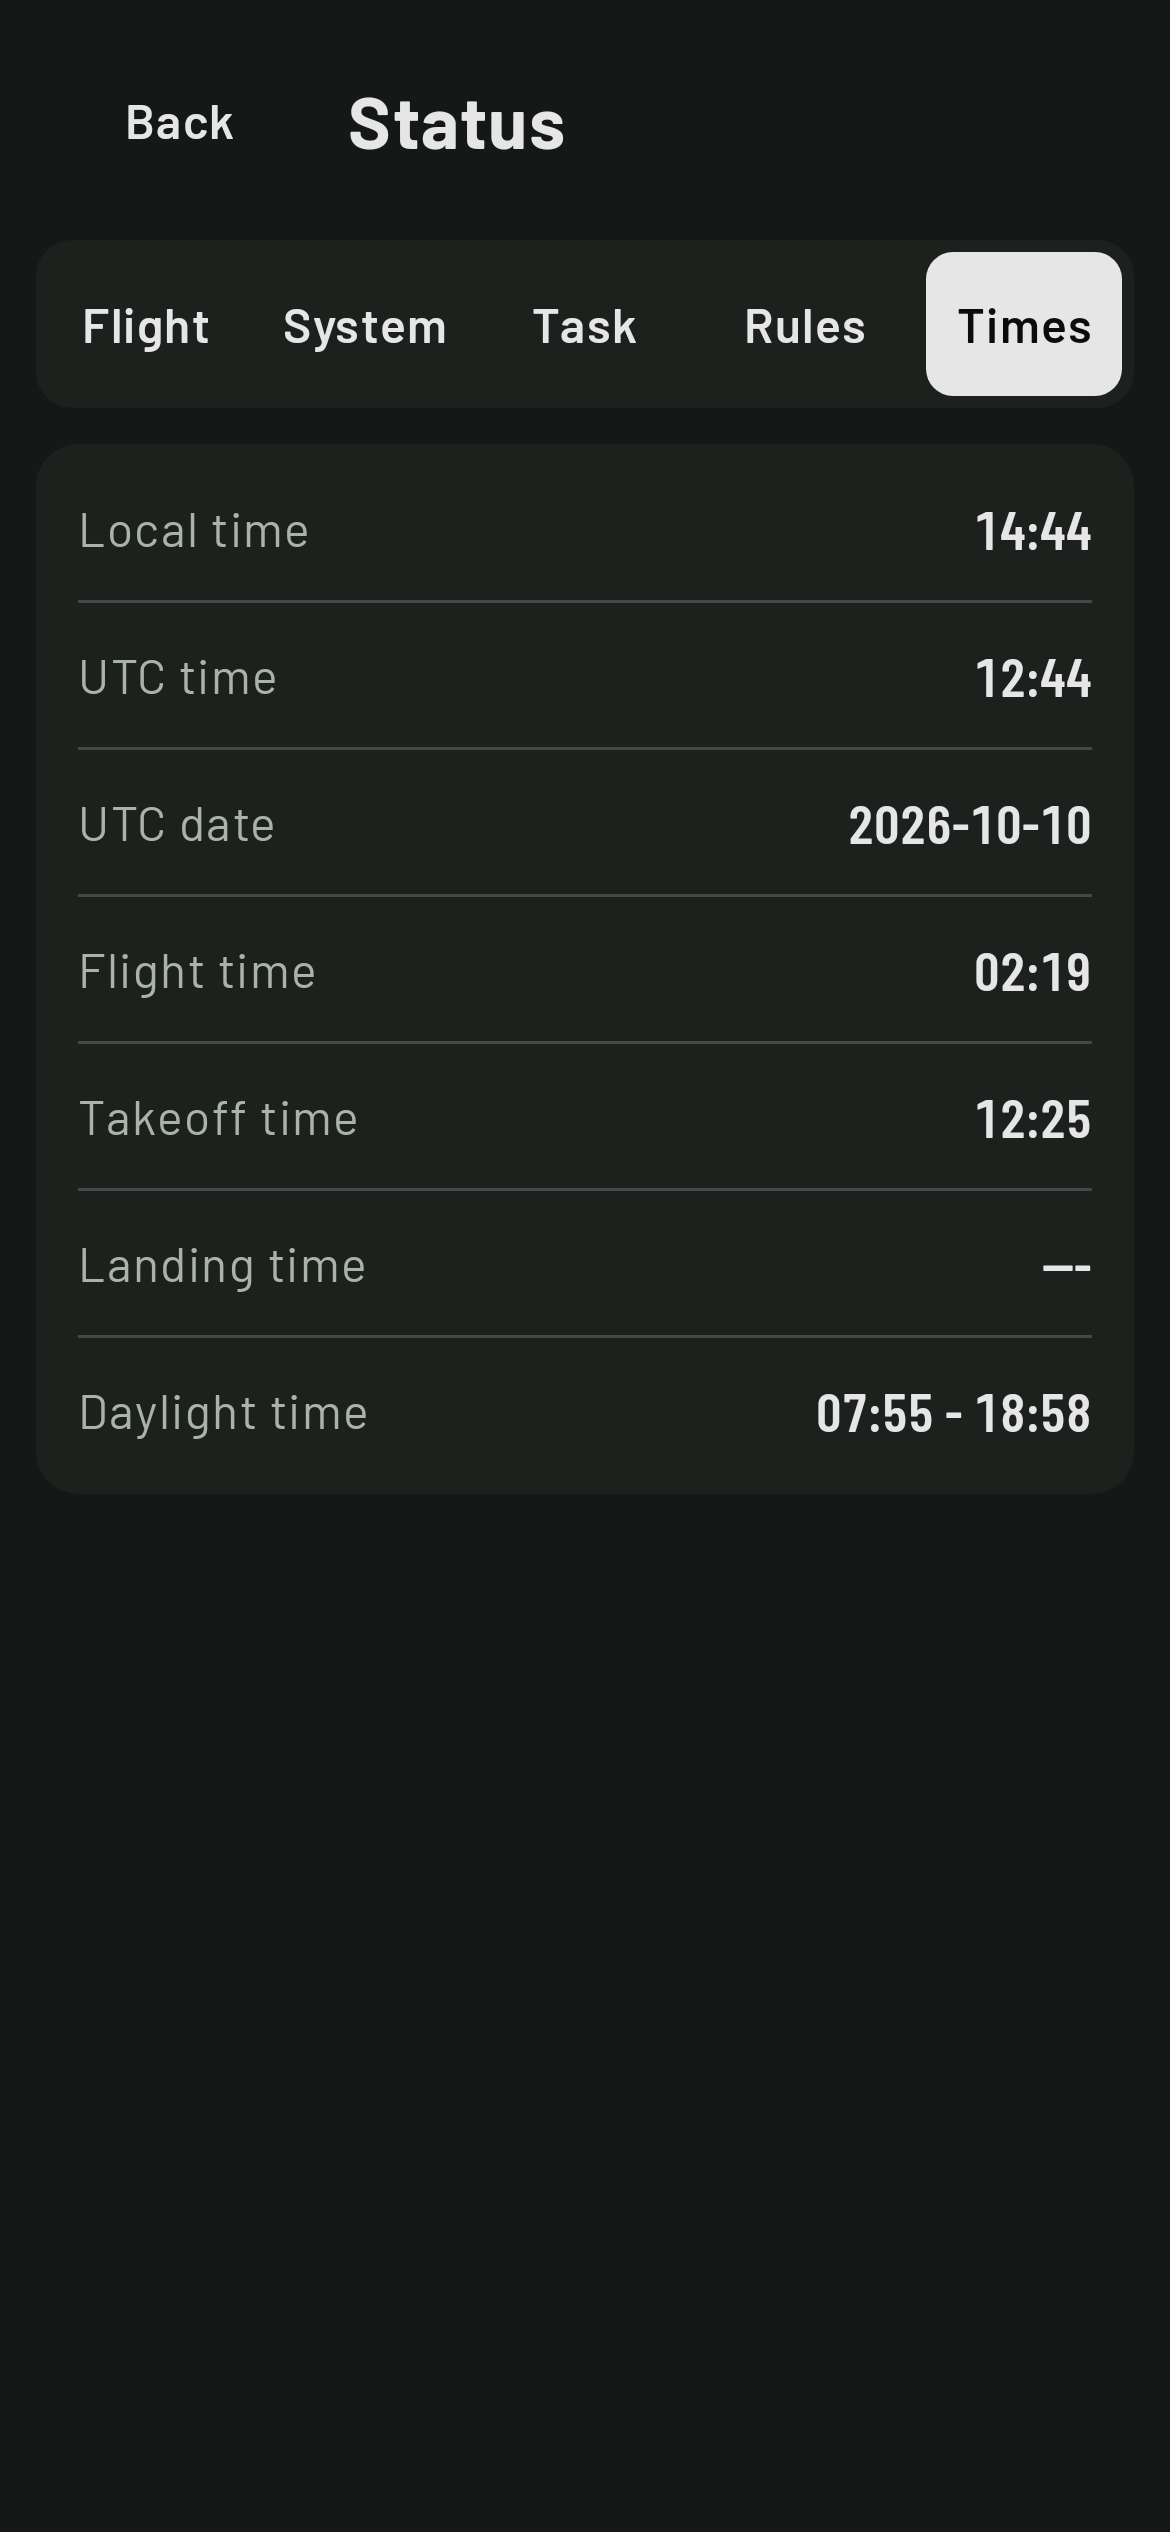 Back Status
Flight System Task Rules Times
Local time 14:44
UTC time 12:44
UTC date 2026-10-10
Flight time 02:19
Takeoff time 12:25
Landing time —-
Daylight time 07:55 - 18:58